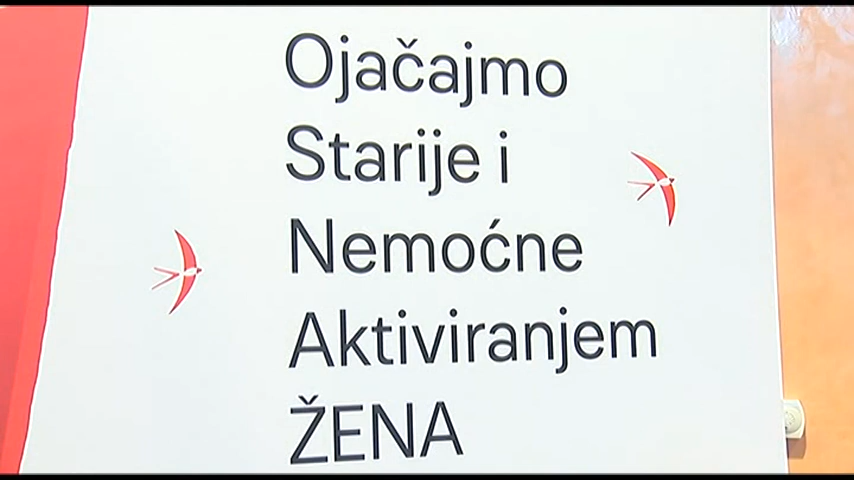 Ojačajmo
Starije i
Nemoćne
Aktiviranjem
ŽENA